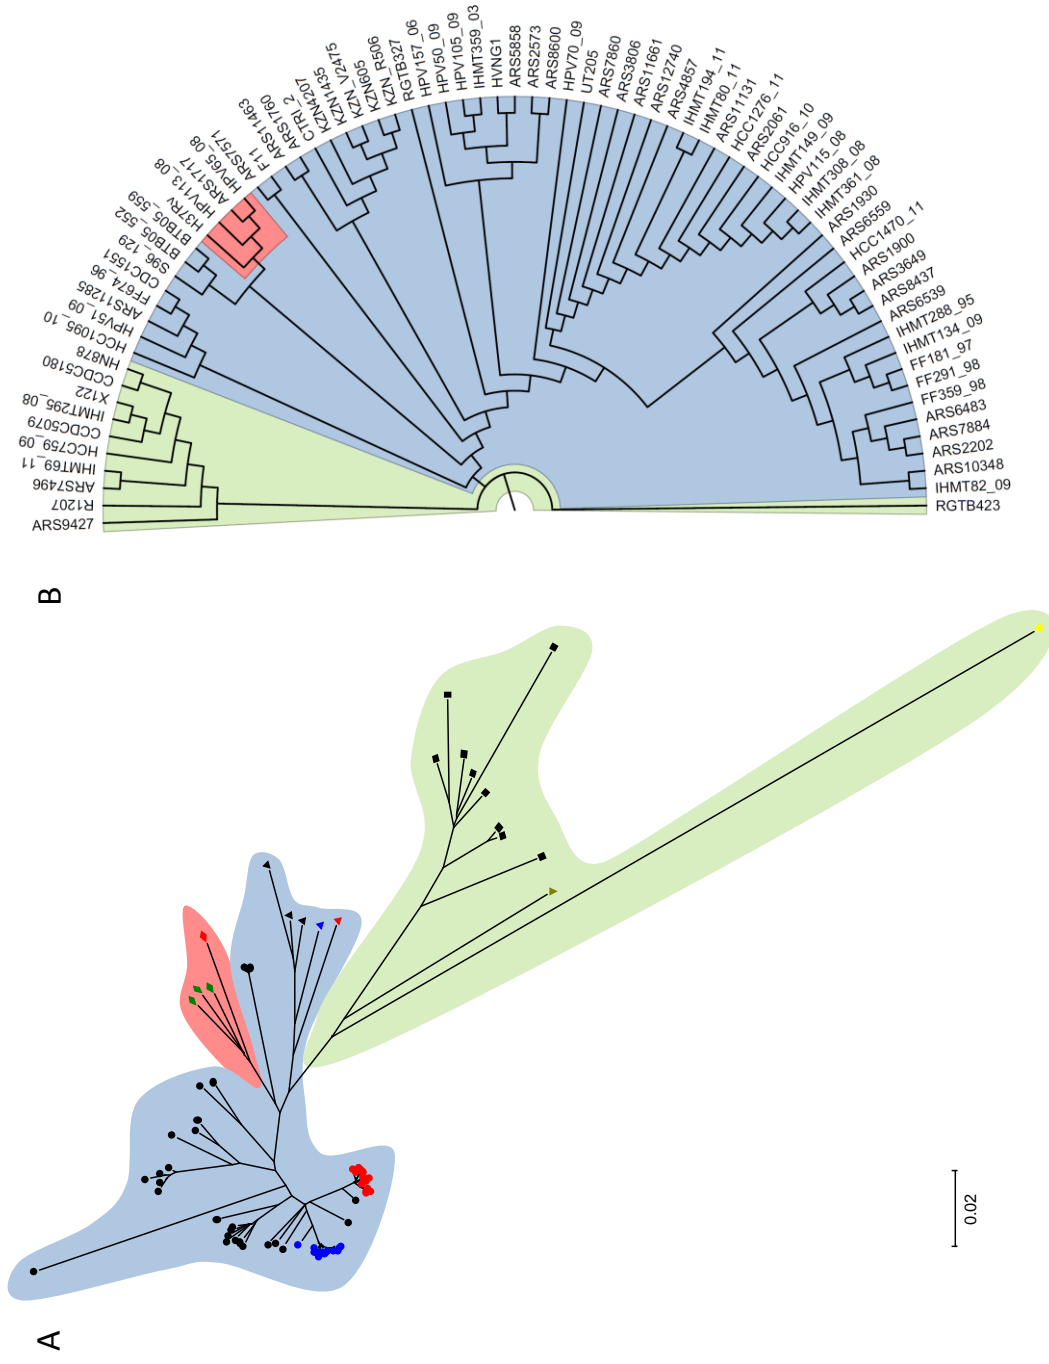 A
0.02
B
ARS9427
R1207
ARS7496
IHMT69_11
HCC759_09
CCDC5079
IHMT295_08
X122
CCDC5180
HN878
HCC1095_10
HPV51_09
ARS11285
FF674_96
CDC1551
S96_129
BTB05_552
BTB05_559
H37Rv
HPV113_08
ARS1717
HPV65_08
ARS7571
F11
ARS11463
ARS1760
CTRI_2
KZN4207
KZN1435
KZN_V2475
KZN605
KZN_R506
RGTB327
HPV157_06
HPV50_09
HPV105_09
IHMT359_03
HVNG1
ARS5858
ARS2573
ARS8600
HPV70_09
UT205
ARS7860
ARS3806
ARS11661
ARS12740
ARS4857
IHMT194_11
IHMT80_11
ARS11131
HCC1276_11
ARS2061
HCC916_10
IHMT149_09
HPV115_08
IHMT308_08
IHMT361_08
ARS1930
ARS6559
HCC1470_11
ARS1900
ARS3649
ARS8437
ARS6539
IHMT288_95
IHMT134_09
FF181_97
FF291_98
FF359_98
ARS6483
ARS7884
ARS2202
ARS10348
IHMT82_09
RGTB423